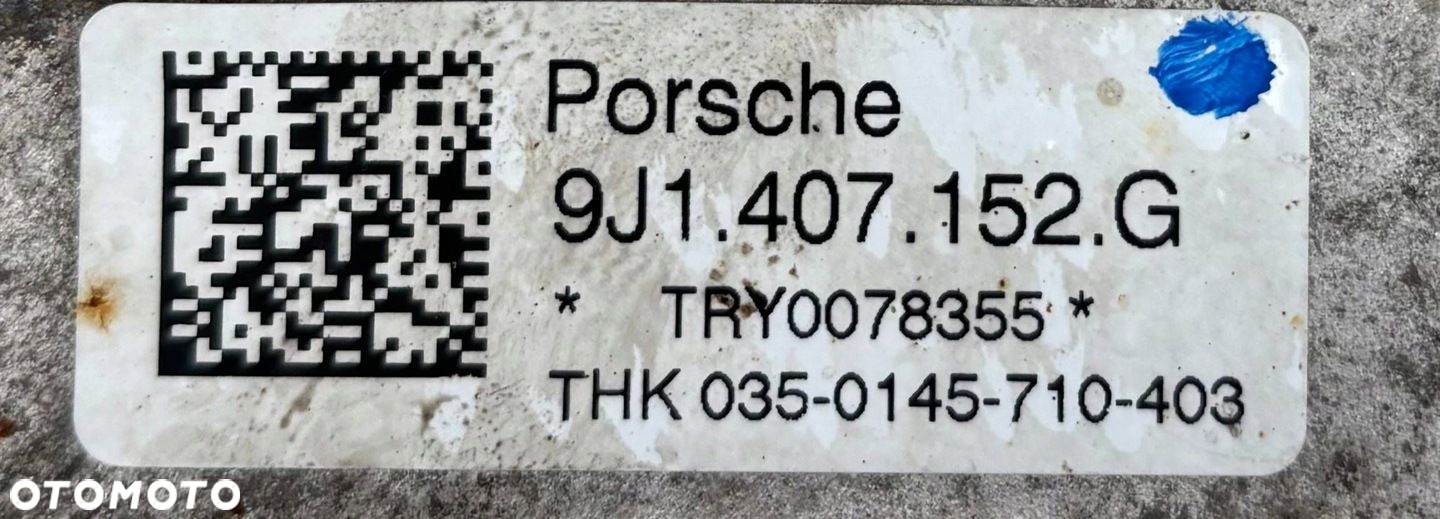 Porsche
9J1.407.152.G
* TRY0078355 *
THK 035-0145-710-403
OTOMOTO